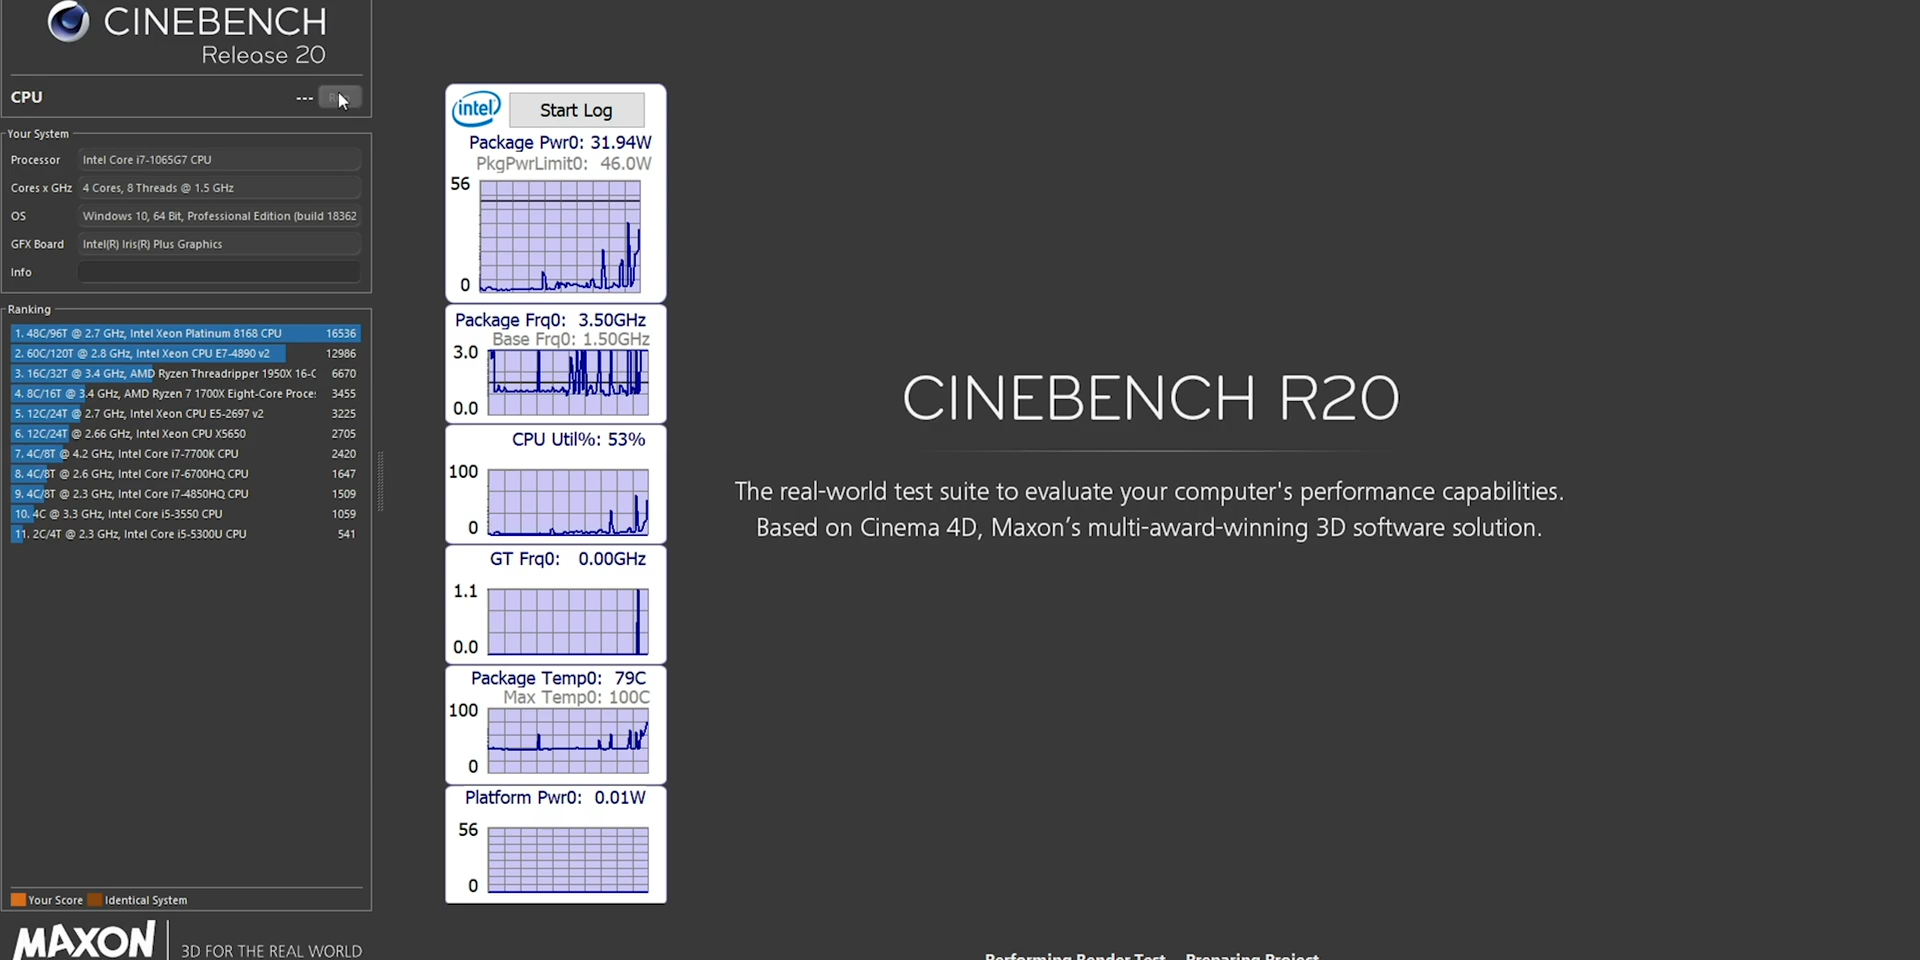 CINEBENCH
Release 20
CPU
---
Your System
Processor Intel Core i7-1065G7 CPU
Cores x GHz 4 Cores, 8 Threads @ 1.5 GHz
OS Windows 10, 64 Bit, Professional Edition (build 18362
GFX Board Intel(R) Iris(R) Plus Graphics
Info
Ranking
1. 48C/96T @ 2.7 GHz, Intel Xeon Platinum 8168 CPU 16536
2. 60C/120T @ 2.8 GHz, Intel Xeon CPU E7-4890 v2 12986
3. 16C/32T @ 3.4 GHz, AMD Ryzen Threadripper 1950X 16-C 6670
4. 8C/16T @ 3.4 GHz, AMD Ryzen 7 1700X Eight-Core Proce: 3455
5. 12C/24T @ 2.7 GHz, Intel Xeon CPU E5-2697 v2 3225
6. 12C/24T @ 2.66 GHz, Intel Xeon CPU X5650 2705
7. 4C/8T @ 4.2 GHz, Intel Core i7-7700K CPU 2420
8. 4C/8T @ 2.6 GHz, Intel Core i7-6700HQ CPU 1647
9. 4C/8T @ 2.3 GHz, Intel Core i7-4850HQ CPU 1509
10. 4C @ 3.3 GHz, Intel Core i5-3550 CPU 1059
11. 2C/4T @ 2.3 GHz, Intel Core i5-5300U CPU 541
Your Score Identical System
MAXON 3D FOR THE REAL WORLD
intel Start Log
Package Pwr0: 31.94W
PkgPwrLimit0: 46.0W
56
0
Package Frq0: 3.50GHz
Base Frq0: 1.50GHz
3.0
0.0
CPU Util%: 53%
100
0
GT Frq0: 0.00GHz
1.1
0.0
Package Temp0: 79C
Max Temp0: 100C
100
0
Platform Pwr0: 0.01W
56
0
CINEBENCH R20
The real-world test suite to evaluate your computer's performance capabilities.
Based on Cinema 4D, Maxon’s multi-award-winning 3D software solution.
Performing Render Test... Preparing Project